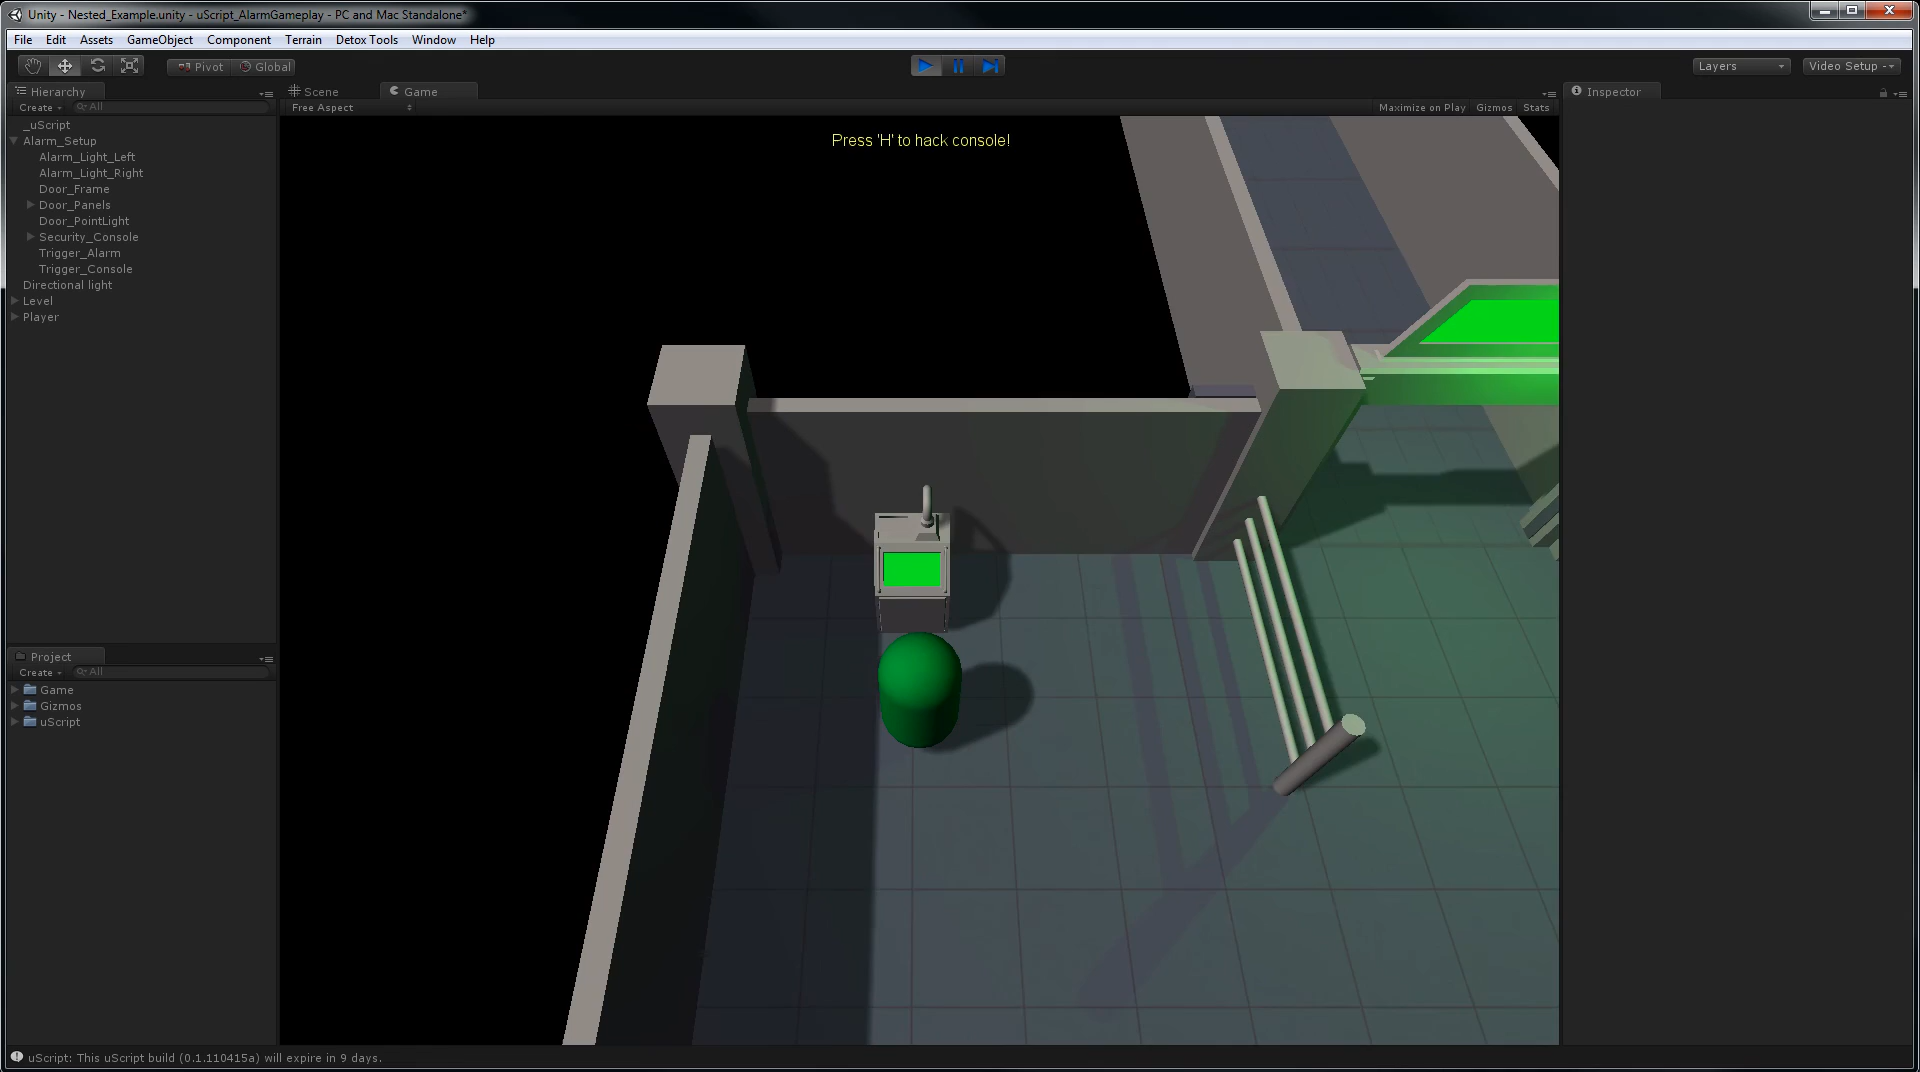 Unity - Nested_Example.unity - uScript_AlarmGameplay - PC and Mac Standalone*
File Edit Assets GameObject Component Terrain Detox Tools Window Help
Pivot Global
Layers
Video Setup -
Hierarchy
Create
All
_uScript
Alarm_Setup
Alarm_Light_Left
Alarm_Light_Right
Door_Frame
Door_Panels
Door_PointLight
Security_Console
Trigger_Alarm
Trigger_Console
Directional light
Level
Player
Scene
Game
Free Aspect
Maximize on Play Gizmos Stats
Press 'H' to hack console!
Inspector
Project
Create
All
Game
Gizmos
uScript
uScript: This uScript build (0.1.110415a) will expire in 9 days.